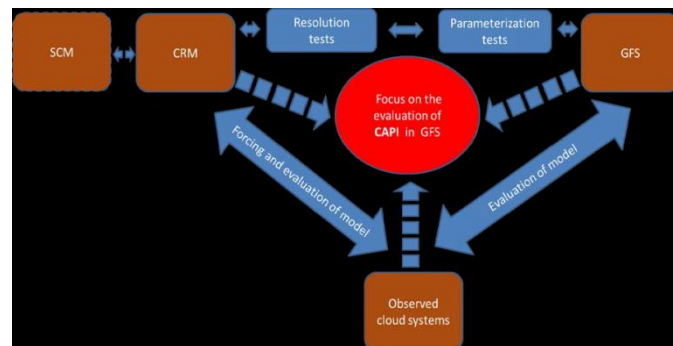 Resolution
tests
Parameterization
tests
SCM
CRM
GFS
Focus on the
evaluation of
CAPI in GFS
Forcing and evaluation of model
Evaluation of model
Observed
cloud systems